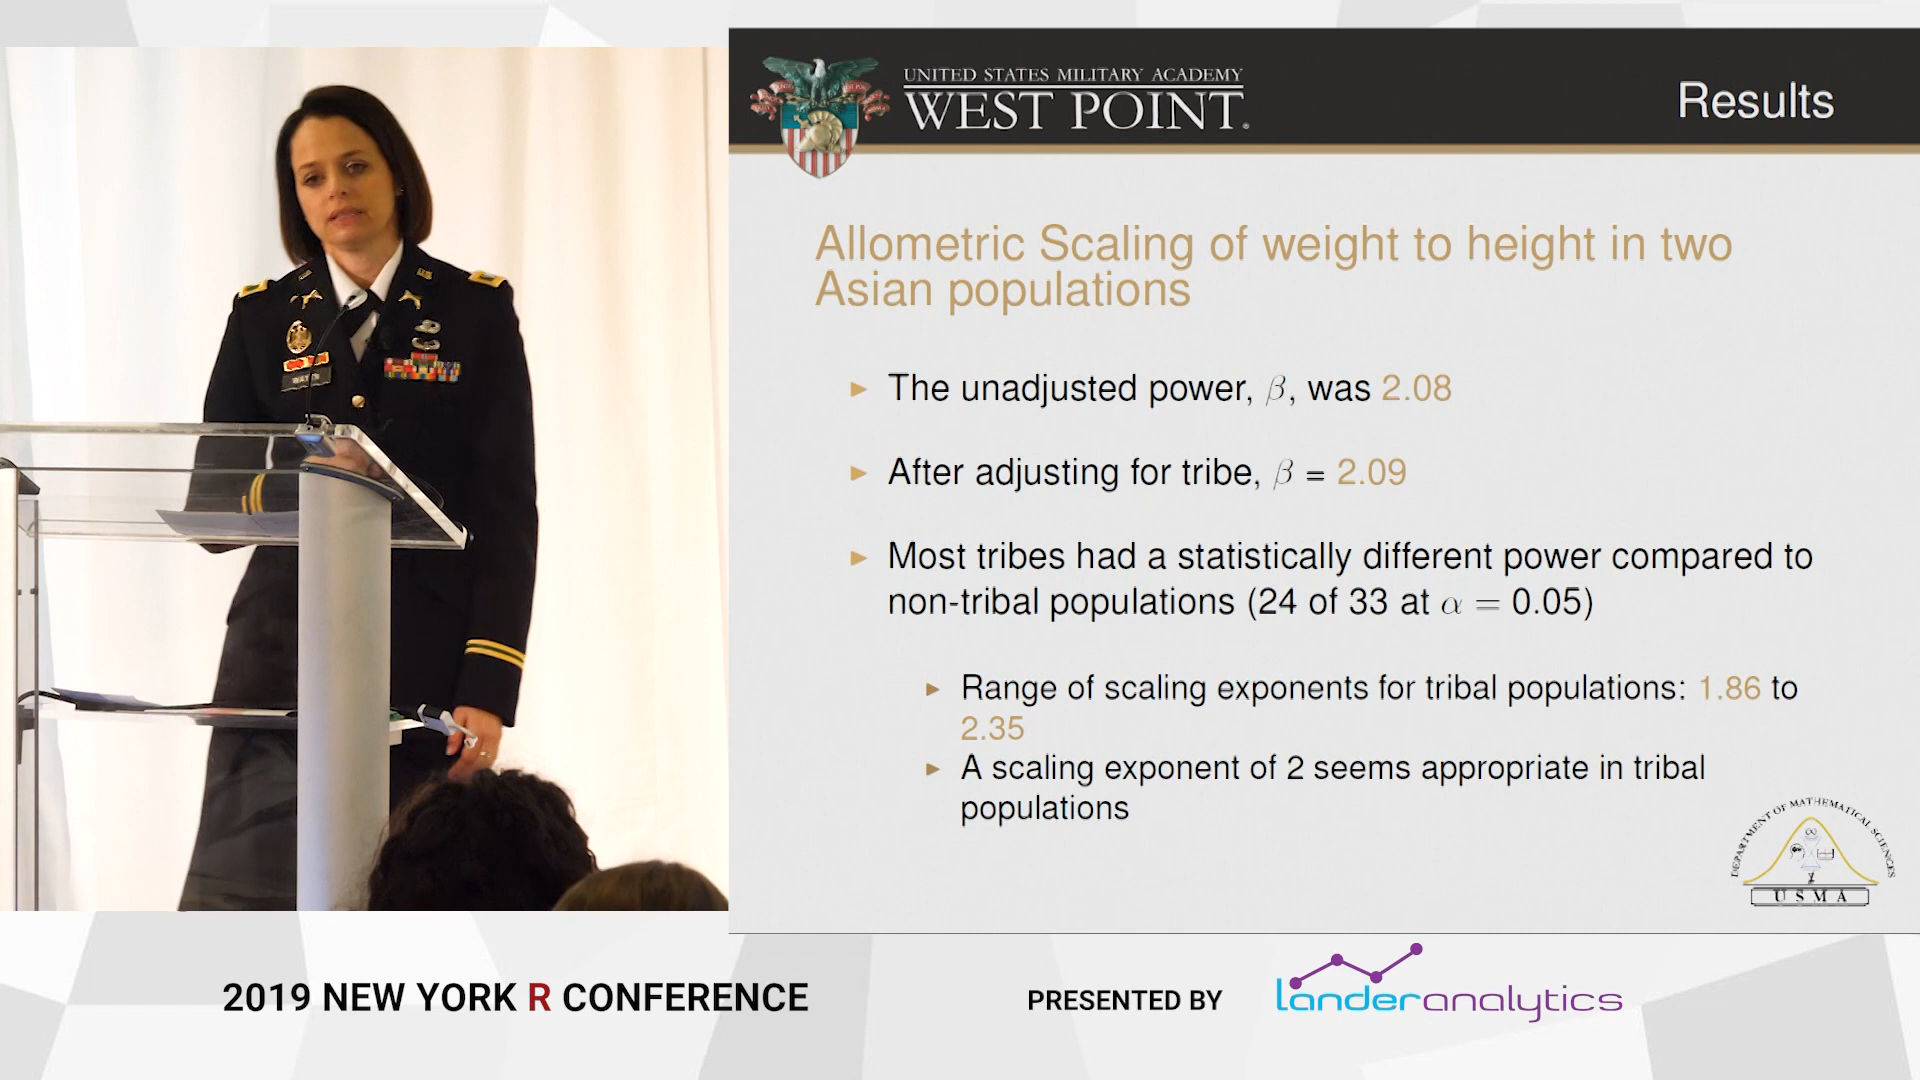 UNITED STATES MILITARY ACADEMY
WEST POINT.
Results
Allometric Scaling of weight to height in two
Asian populations
The unadjusted power, β, was 2.08
After adjusting for tribe, β = 2.09
Most tribes had a statistically different power compared to
non-tribal populations (24 of 33 at α = 0.05)
Range of scaling exponents for tribal populations: 1.86 to
2.35
A scaling exponent of 2 seems appropriate in tribal
populations
DEPARTMENT OF MATHEMATICAL SCIENCES
USMA
2019 NEW YORK R CONFERENCE
PRESENTED BY
landeranalytics